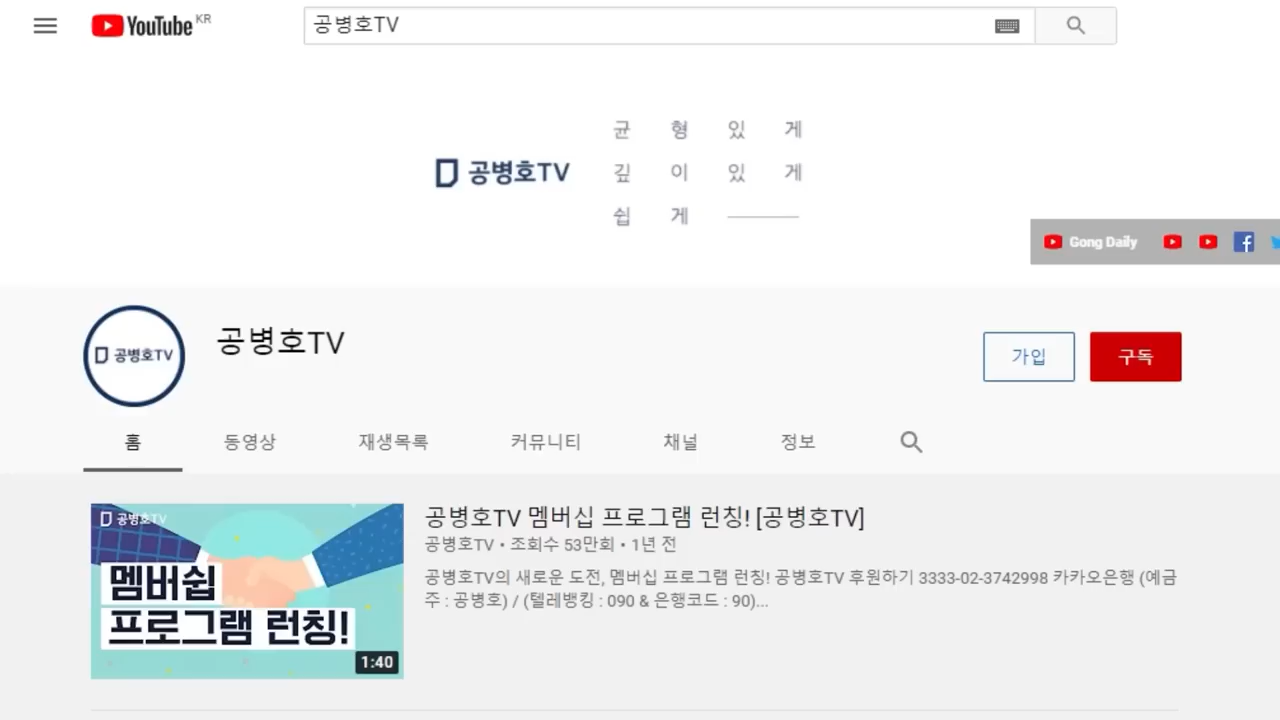 YouTube KR
공병호TV
균 형 있 게
공병호TV
깊 이 있 게
쉽 게
Gong Daily
공병호TV
공병호TV
가입
구독
홈 동영상 재생목록 커뮤니티 채널 정보
공병호TV
멤버쉽
프로그램 런칭!
1:40
공병호TV 멤버십 프로그램 런칭! [공병호TV]
공병호TV • 조회수 53만회 • 1년 전
공병호TV의 새로운 도전, 멤버십 프로그램 런칭! 공병호TV 후원하기 3333-02-3742998 카카오은행 (예금
주 : 공병호) / (텔레뱅킹 : 090 & 은행코드 : 90)...